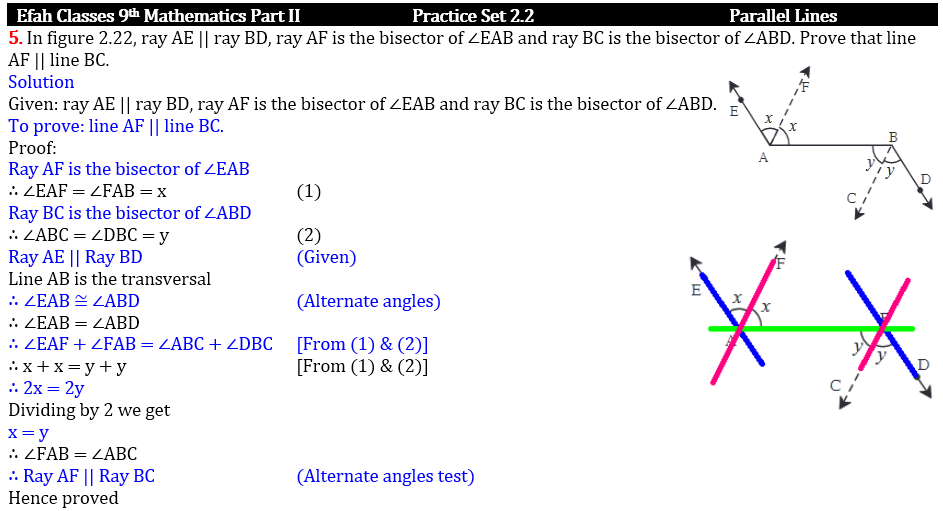 Efah Classes 9th Mathematics Part II Practice Set 2.2 Parallel Lines
5. In figure 2.22, ray AE || ray BD, ray AF is the bisector of ∠EAB and ray BC is the bisector of ∠ABD. Prove that line
AF || line BC.
Solution
Given: ray AE || ray BD, ray AF is the bisector of ∠EAB and ray BC is the bisector of ∠ABD.
To prove: line AF || line BC.
Proof:
Ray AF is the bisector of ∠EAB
∴ ∠EAF = ∠FAB = x (1)
Ray BC is the bisector of ∠ABD
∴ ∠ABC = ∠DBC = y (2)
Ray AE || Ray BD (Given)
Line AB is the transversal
∴ ∠EAB ≅ ∠ABD (Alternate angles)
∴ ∠EAB = ∠ABD
∴ ∠EAF + ∠FAB = ∠ABC + ∠DBC [From (1) & (2)]
∴ x + x = y + y [From (1) & (2)]
∴ 2x = 2y
Dividing by 2 we get
x = y
∴ ∠FAB = ∠ABC
∴ Ray AF || Ray BC (Alternate angles test)
Hence proved
F
E
x
x
B
A
y
y
D
C
F
E
x
x
A
B
y
y
D
C